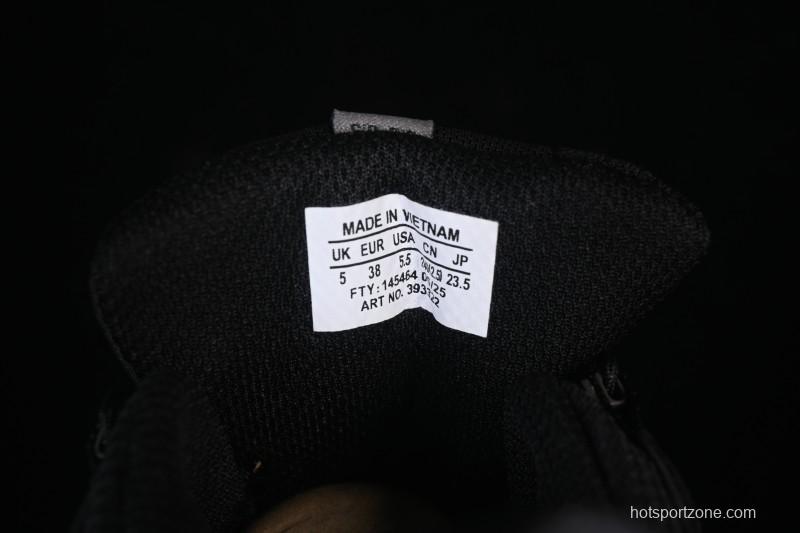 MADE IN VIETNAM
UK EUR USA CN JP
5 38 5.5 23.5
FTY: 145464
ART NO.
hotsportzone.com